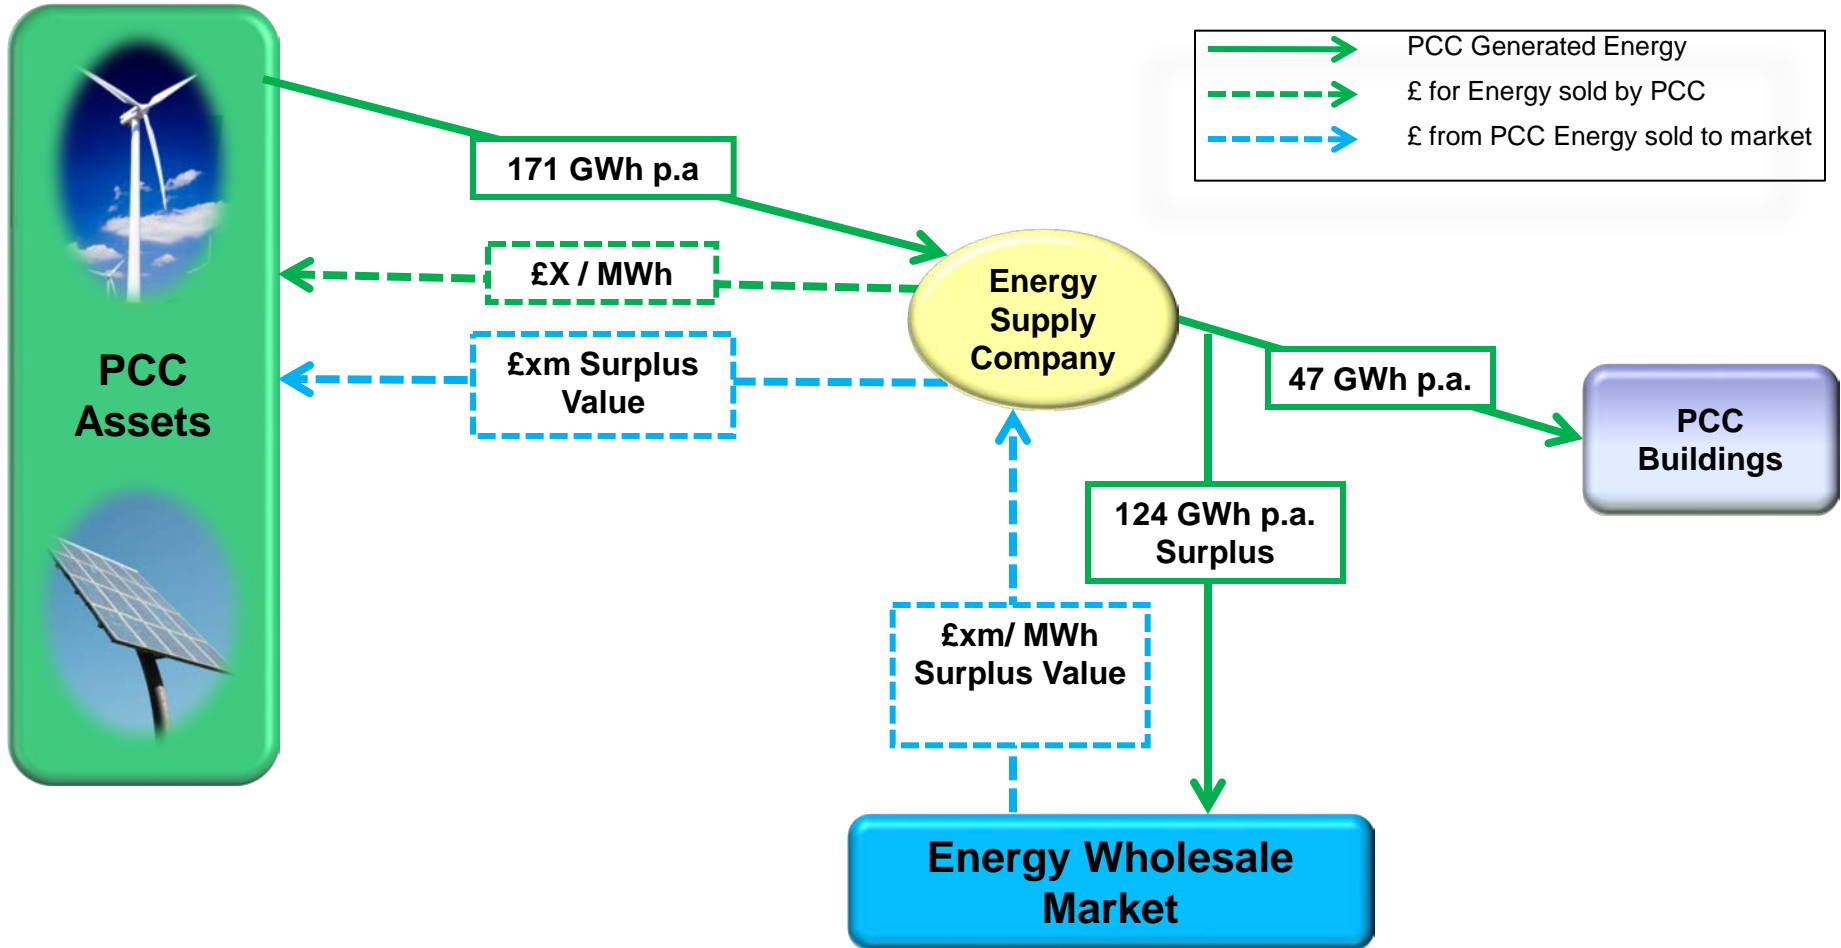 PCC Generated Energy
£ for Energy sold by PCC
£ from PCC Energy sold to market
171 GWh p.a
£X / MWh
£xm Surplus
Value
PCC
Assets
Energy
Supply
Company
47 GWh p.a.
PCC
Buildings
124 GWh p.a.
Surplus
£xm/ MWh
Surplus Value
Energy Wholesale
Market